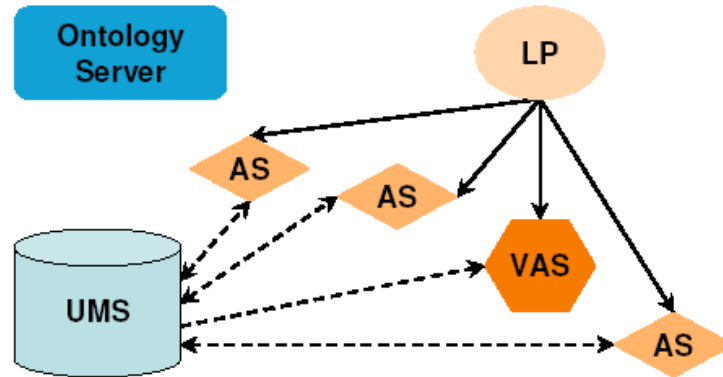 Ontology
Server
LP
AS
AS
VAS
UMS
AS